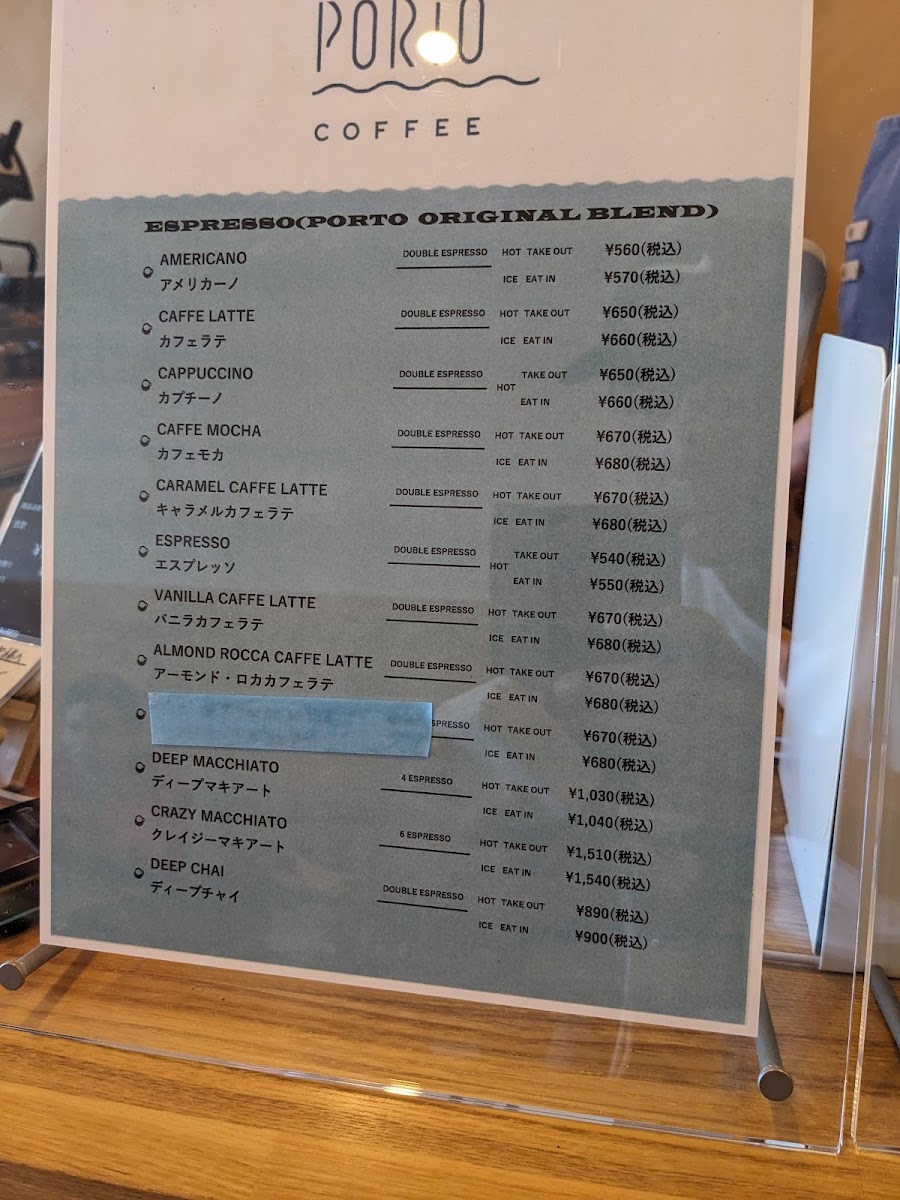 PORTO
COFFEE
ESPRESSO(PORTO ORIGINAL BLEND)
AMERICANO DOUBLE ESPRESSO HOT TAKE OUT ¥560(税込)
アメリカーノ ICE EAT IN ¥570(税込)
CAFFE LATTE DOUBLE ESPRESSO HOT TAKE OUT ¥650(税込)
カフェラテ ICE EAT IN ¥660(税込)
CAPPUCCINO DOUBLE ESPRESSO HOT TAKE OUT ¥650(税込)
カプチーノ EAT IN ¥660(税込)
CAFFE MOCHA DOUBLE ESPRESSO HOT TAKE OUT ¥670(税込)
カフェモカ ICE EAT IN ¥680(税込)
CARAMEL CAFFE LATTE DOUBLE ESPRESSO HOT TAKE OUT ¥670(税込)
キャラメルカフェラテ ICE EAT IN ¥680(税込)
ESPRESSO DOUBLE ESPRESSO HOT TAKE OUT ¥540(税込)
エスプレッソ EAT IN ¥550(税込)
VANILLA CAFFE LATTE DOUBLE ESPRESSO HOT TAKE OUT ¥670(税込)
バニラカフェラテ ICE EAT IN ¥680(税込)
ALMOND ROCCA CAFFE LATTE DOUBLE ESPRESSO HOT TAKE OUT ¥670(税込)
アーモンド・ロカカフェラテ ICE EAT IN ¥680(税込)
SPRESSO HOT TAKE OUT ¥670(税込)
ICE EAT IN ¥680(税込)
DEEP MACCHIATO 4 ESPRESSO HOT TAKE OUT ¥1,030(税込)
ディープマキアート ICE EAT IN ¥1,040(税込)
CRAZY MACCHIATO 6 ESPRESSO HOT TAKE OUT ¥1,510(税込)
クレイジーマキアート ICE EAT IN ¥1,540(税込)
DEEP CHAI DOUBLE ESPRESSO HOT TAKE OUT ¥890(税込)
ディープチャイ ICE EAT IN ¥900(税込)